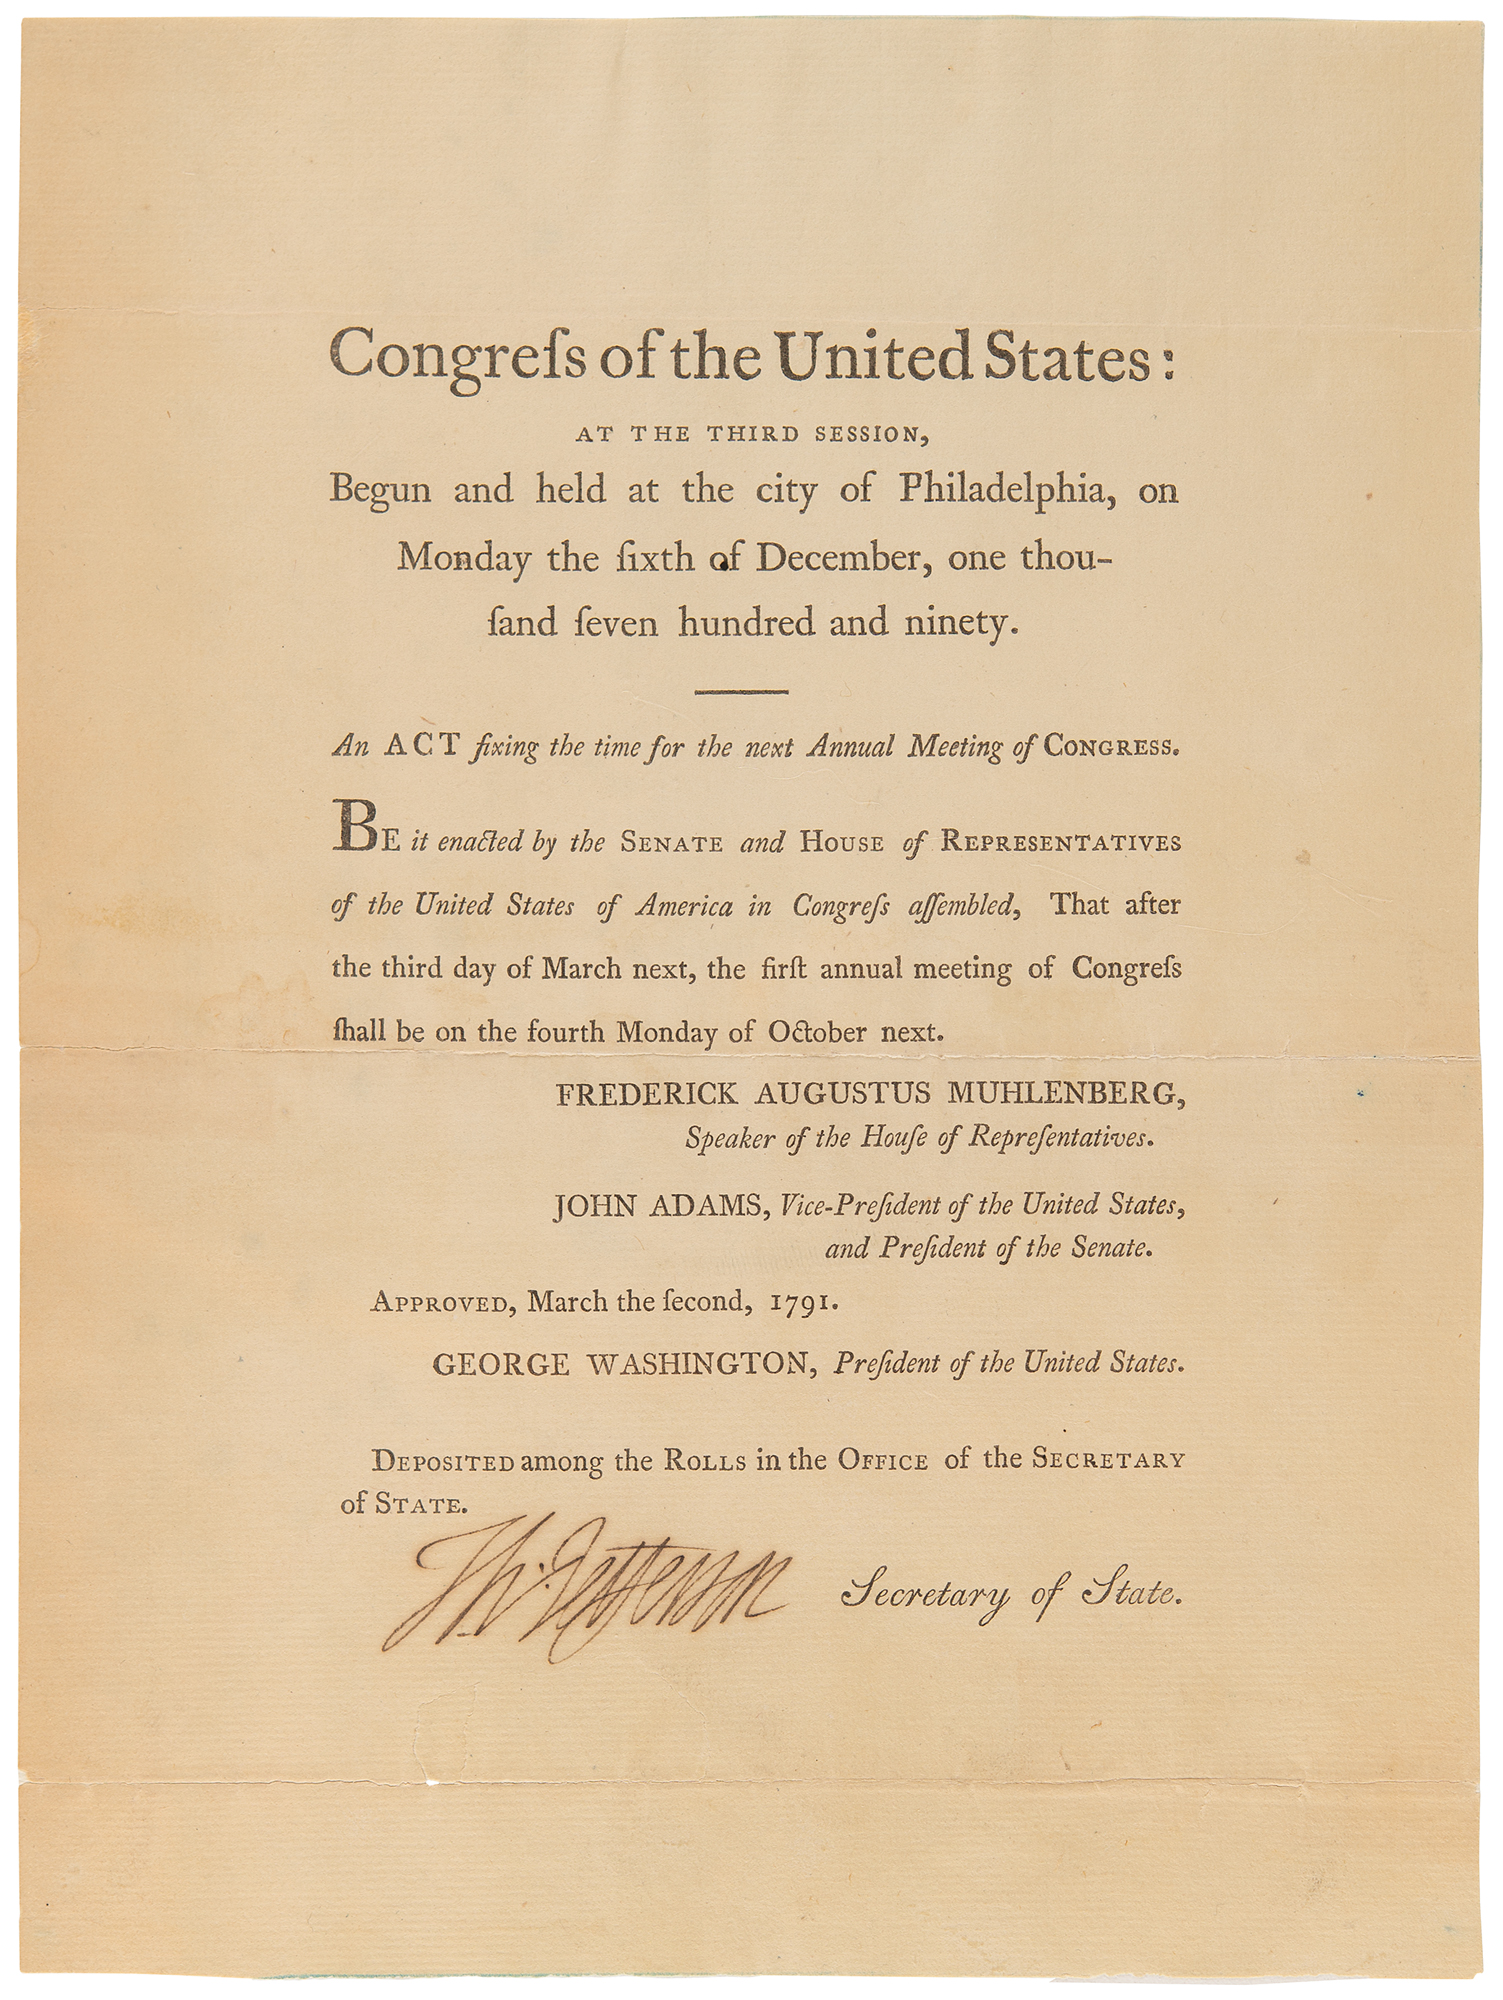 Congreſs of the United States:
AT THE THIRD SESSION,
Begun and held at the city of Philadelphia, on
Monday the ſixth of December, one thou-
ſand ſeven hundred and ninety.
An ACT fixing the time for the next Annual Meeting of CONGRESS.
BE it enacted by the SENATE and HOUSE of REPRESENTATIVES
of the United States of America in Congreſs aſſembled, That after
the third day of March next, the firſt annual meeting of Congreſs
ſhall be on the fourth Monday of October next.
FREDERICK AUGUSTUS MUHLENBERG,
Speaker of the Houſe of Repreſentatives.
JOHN ADAMS, Vice-Preſident of the United States,
and Preſident of the Senate.
APPROVED, March the ſecond, 1791.
GEORGE WASHINGTON, Preſident of the United States.
DEPOSITED among the ROLLS in the OFFICE of the SECRETARY
of STATE.
Th: Jefferson Secretary of State.